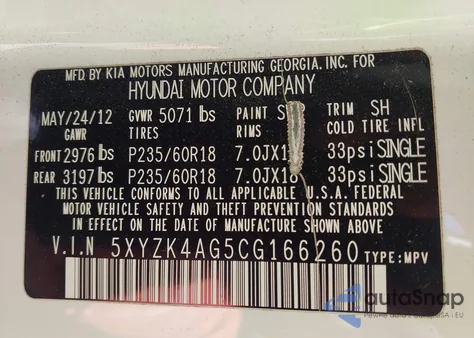 MFD. BY KIA MOTORS MANUFACTURING GEORGIA. INC. FOR
HYUNDAI MOTOR COMPANY
MAY/24/12 GVWR 5071 lbs PAINT TRIM SH
GAWR TIRES RIMS COLD TIRE INFL
FRONT 2976 lbs P235/60R18 33psi SINGLE
REAR 3197 lbs P235/60R18 33psi SINGLE
THIS VEHICLE CONFORMS TO ALL APPLICABLE U.S.A. FEDERAL
MOTOR VEHICLE SAFETY AND THEFT PREVENTION STANDARDS
IN EFFECT ON THE DATE OF MANUFACTURE SHOWN ABOVE.
V.I.N 5XYZK4AG5CG166260 TYPE:MPV
autoSnap